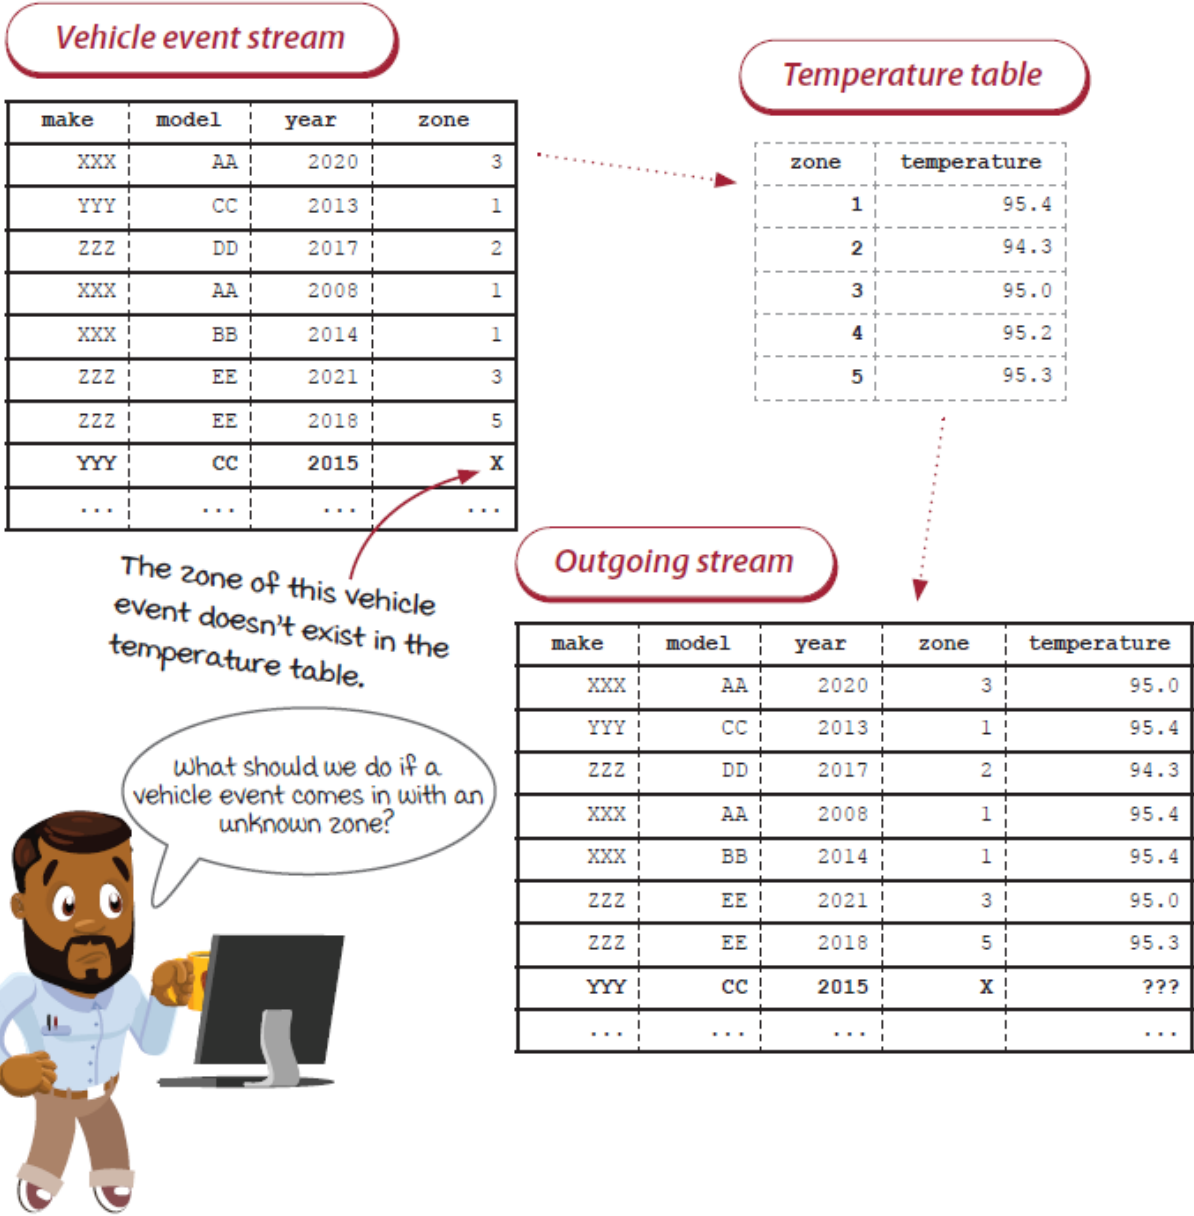 Vehicle event stream
make model year zone
XXX AA 2020 3
YYY CC 2013 1
ZZZ DD 2017 2
XXX AA 2008 1
XXX BB 2014 1
ZZZ EE 2021 3
ZZZ EE 2018 5
YYY CC 2015 X
... ... ... ...
Temperature table
zone temperature
1 95.4
2 94.3
3 95.0
4 95.2
5 95.3
The zone of this vehicle
event doesn't exist in the
temperature table.
What should we do if a
vehicle event comes in with an
unknown zone?
Outgoing stream
make model year zone temperature
XXX AA 2020 3 95.0
YYY CC 2013 1 95.4
ZZZ DD 2017 2 94.3
XXX AA 2008 1 95.4
XXX BB 2014 1 95.4
ZZZ EE 2021 3 95.0
ZZZ EE 2018 5 95.3
YYY CC 2015 X ???
... ... ... ...